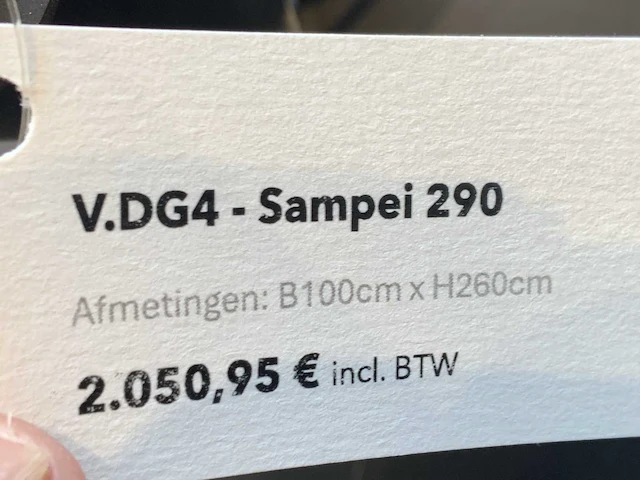 V.DG4 - Sampei 290
Afmetingen: B100cm x H260cm
2.050,95 € incl. BTW